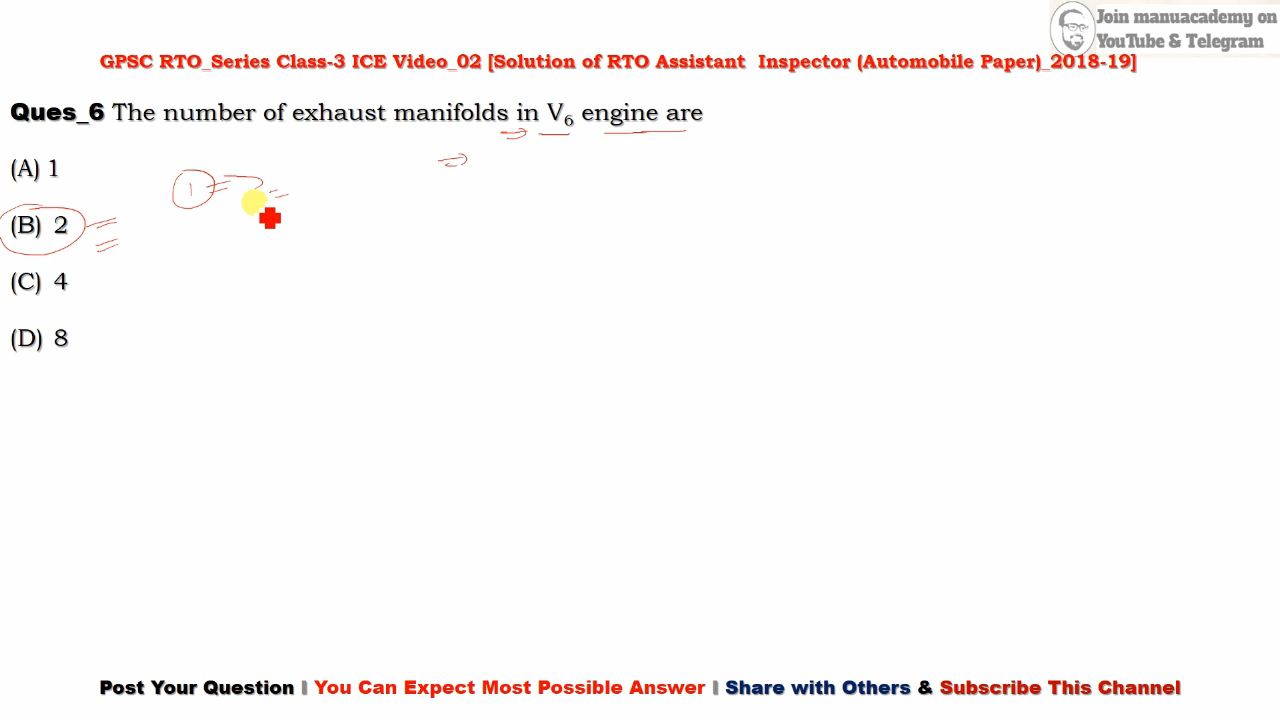 Join manuacademy on
YouTube & Telegram
GPSC RTO_Series Class-3 ICE Video_02 [Solution of RTO Assistant Inspector (Automobile Paper)_2018-19]
Ques_6 The number of exhaust manifolds in V6 engine are
(A) 1
1
(B) 2
(C) 4
(D) 8
Post Your Question | You Can Expect Most Possible Answer | Share with Others & Subscribe This Channel